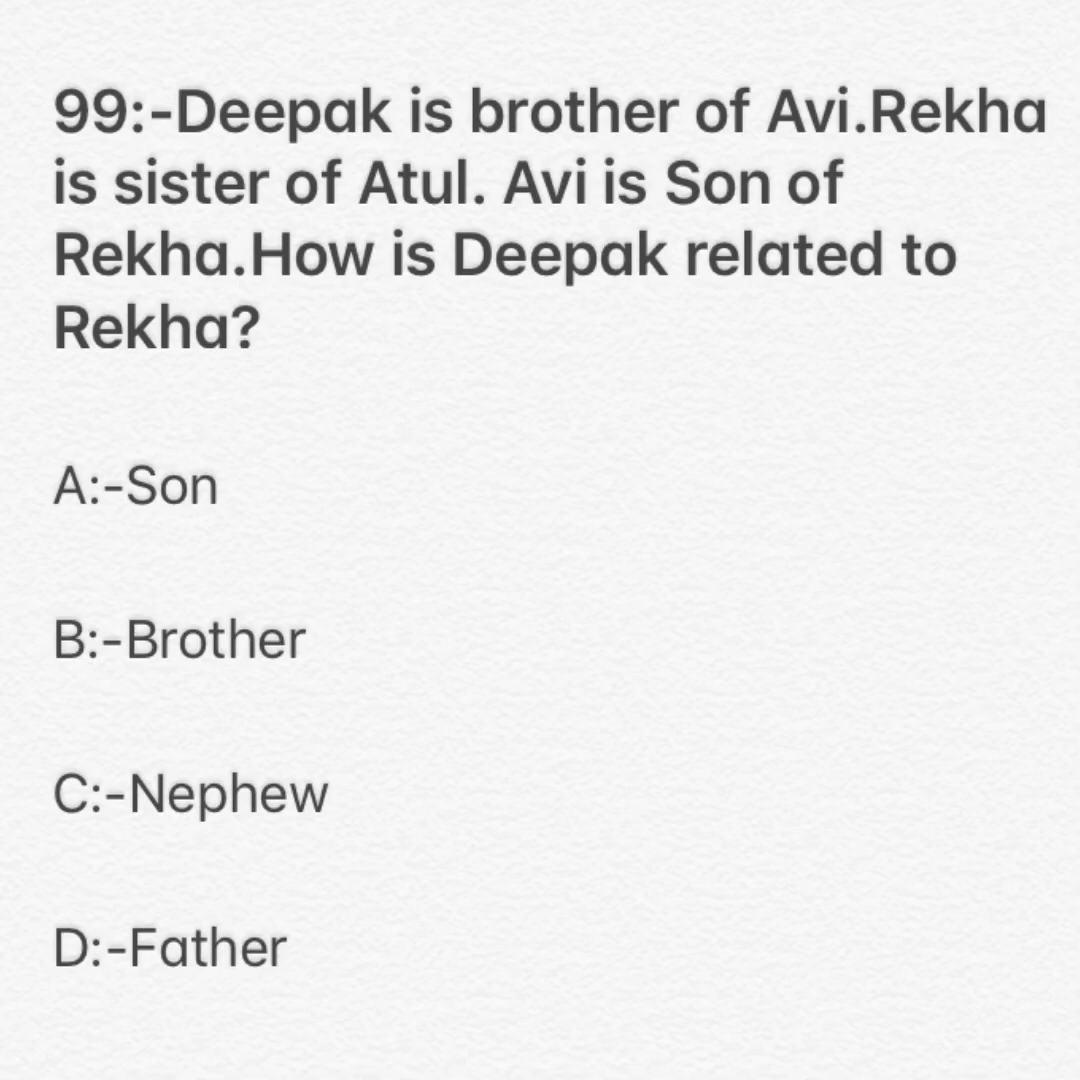 99:-Deepak is brother of Avi.Rekha
is sister of Atul. Avi is Son of
Rekha.How is Deepak related to
Rekha?
A:-Son
B:-Brother
C:-Nephew
D:-Father